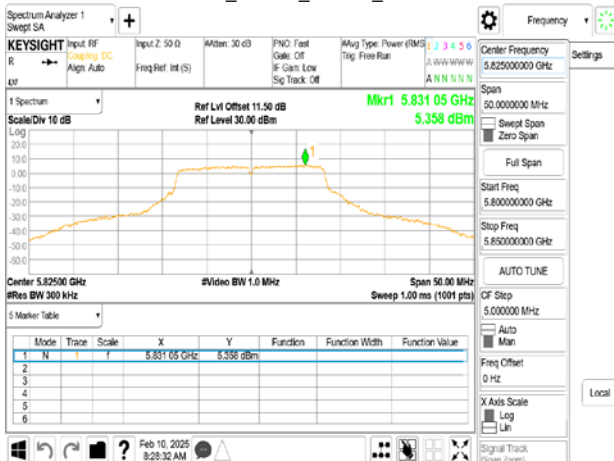 Spectrum Analyzer 1
Swept SA
Frequency
KEYSIGHT
R
Input: RF
Coupling: DC
Align: Auto
Input Z: 50 Ω
Freq Ref: Int (S)
#Atten: 30 dB
PNO: Fast
Gate: Off
IF Gain: Low
Sig Track: Off
#Avg Type: Power (RMS
Trig: Free Run
1 2 3 4 5 6
A W W W W W
A N N N N N
1 Spectrum
Scale/Div 10 dB
Ref Lvl Offset 11.50 dB
Ref Level 30.00 dBm
Mkr1 5.831 05 GHz
5.358 dBm
Log
20.0
10.0
0.00
-10.0
-20.0
-30.0
-40.0
-50.0
-60.0
1
Center 5.82500 GHz
#Res BW 300 kHz
#Video BW 1.0 MHz
Span 50.00 MHz
Sweep 1.00 ms (1001 pts)
5 Marker Table
Mode Trace Scale X Y Function Function Width Function Value
1 N 1 f 5.831 05 GHz 5.358 dBm
2
3
4
5
6
Feb 10, 2025
8:28:32 AM
Center Frequency
5.825000000 GHz
Span
50.0000000 MHz
Swept Span
Zero Span
Full Span
Start Freq
5.800000000 GHz
Stop Freq
5.850000000 GHz
AUTO TUNE
CF Step
5.000000 MHz
Auto
Man
Freq Offset
0 Hz
X Axis Scale
Log
Lin
Signal Track
(Span Zoom)
Settings
Local